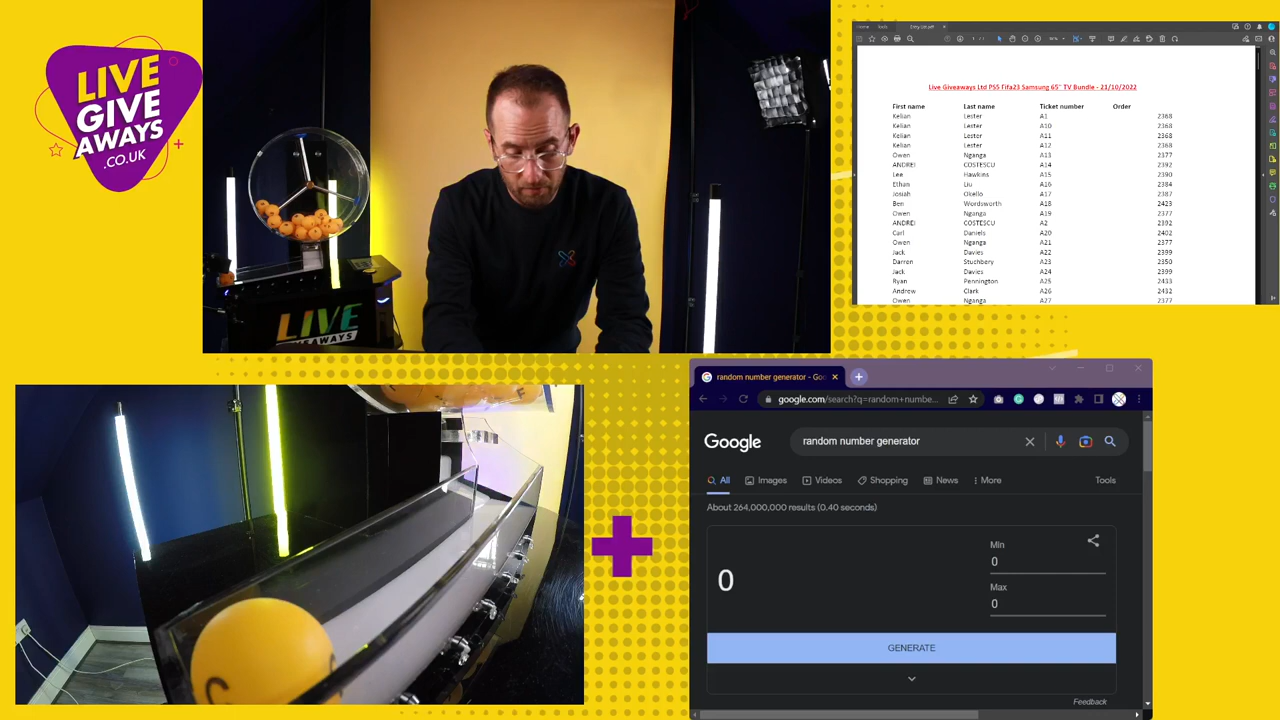 LIVE
GIVE
AWAYS
.CO.UK
LIVE
Home Tools
Live Giveaways Ltd PS5 Fifa23 Samsung 65" TV Bundle - 21/10/2022
First name Last name Ticket number Order
Kelian Lester A1 2368
Kelian Lester A10 2368
Kelian Lester A11 2368
Kelian Lester A12 2368
Owen Nganga A13 2377
ANDREI COSTESCU A14 2392
Lee Hawkins A15 2390
Ethan Liu A16 2384
Josiah Okello A17 2387
Ben Wordsworth A18 2423
Owen Nganga A19 2377
ANDREI COSTESCU A2 2392
Carl Daniels A20 2402
Owen Nganga A21 2377
Jack Davies A22 2399
Darren Stuchbery A23 2350
Jack Davies A24 2399
Ryan Pennington A25 2433
Andrew Clark A26 2432
Owen Nganga A27 2377
C
random number generator - Goo
google.com/search?q=random+numbe...
Google random number generator
All Images Videos Shopping News More Tools
About 264,000,000 results (0.40 seconds)
Min
0
0
Max
0
GENERATE
Feedback